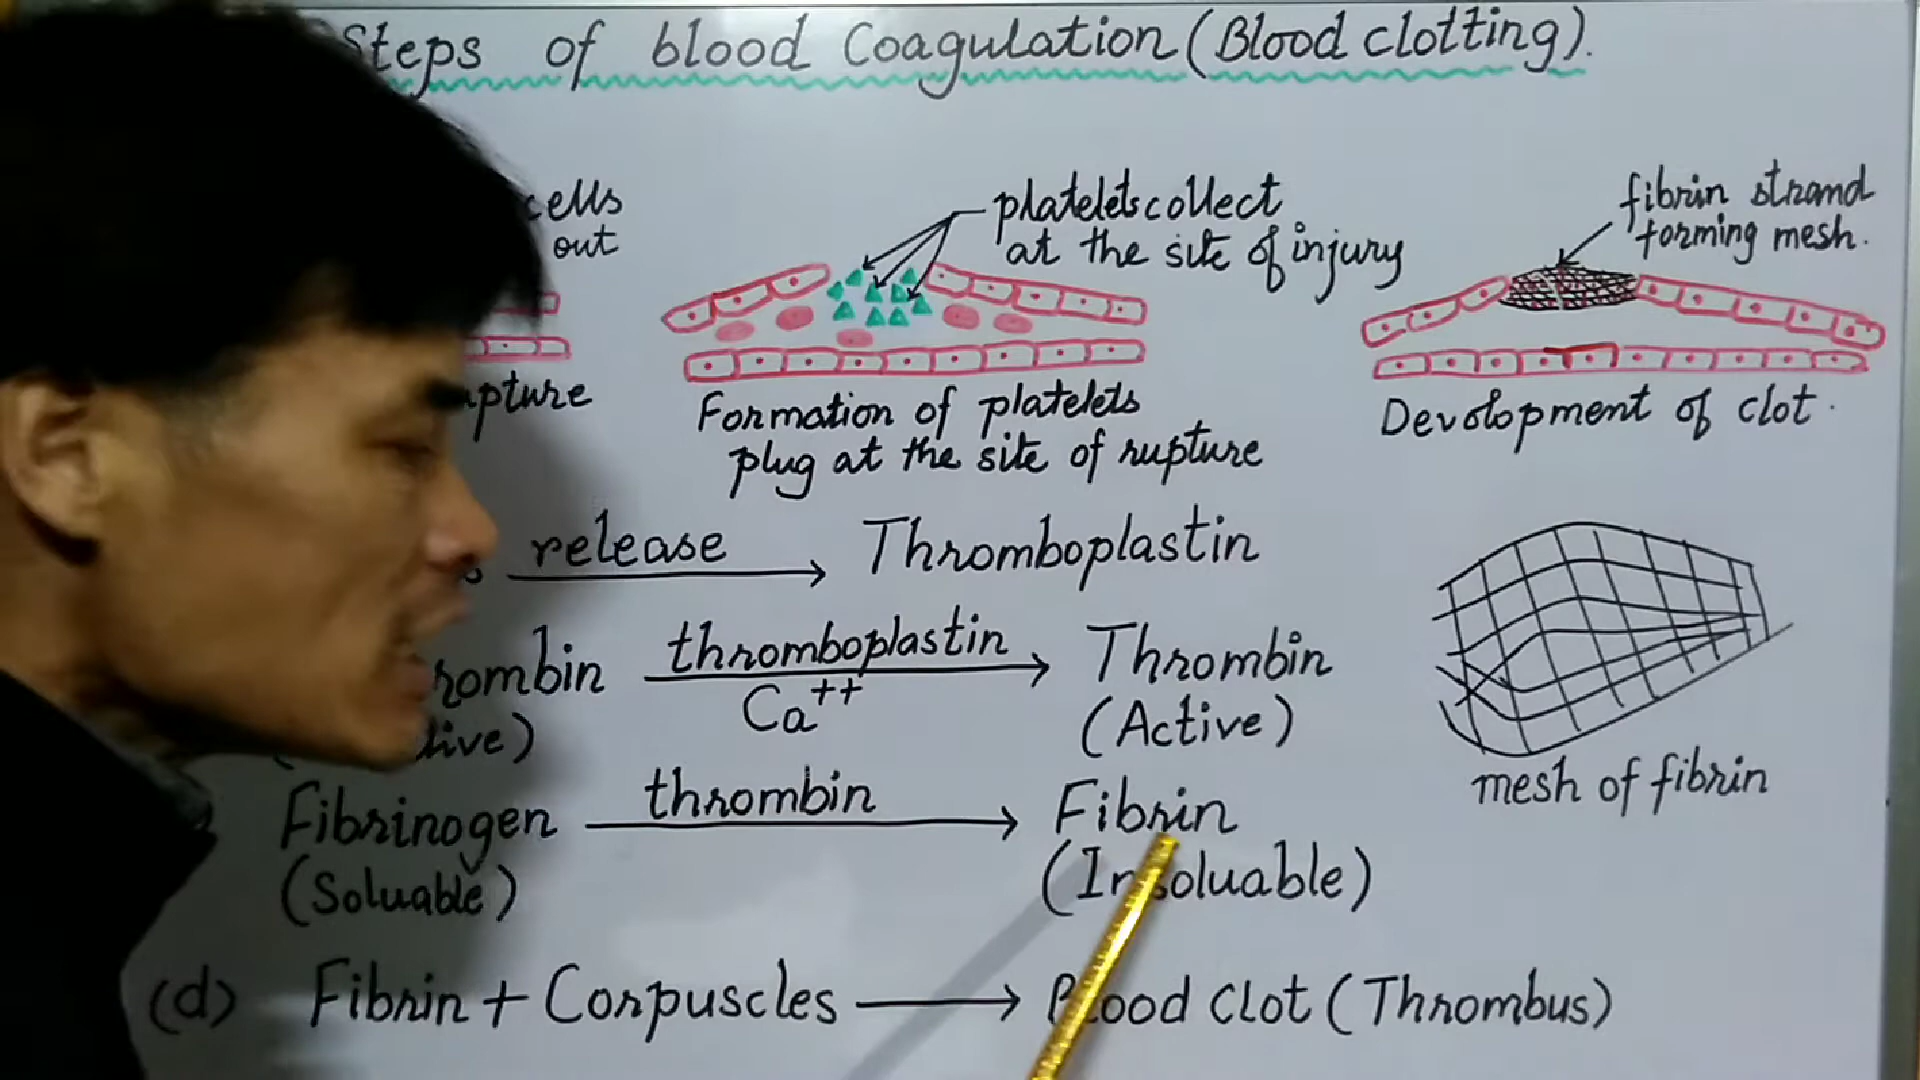 Steps of blood Coagulation (Blood clotting).
cells
out
platelets collect
at the site of injury
fibrin strand
forming mesh.
Formation of platelets
plug at the site of rupture
Devolopment of clot.
release
Thromboplastin
thromboplastin
Ca++
Thrombin
(Active)
mesh of fibrin
Fibrinogen
thrombin
Fibrin
(Soluable)
(Insoluable)
(d) Fibrin + Corpuscles
Blood Clot (Thrombus)